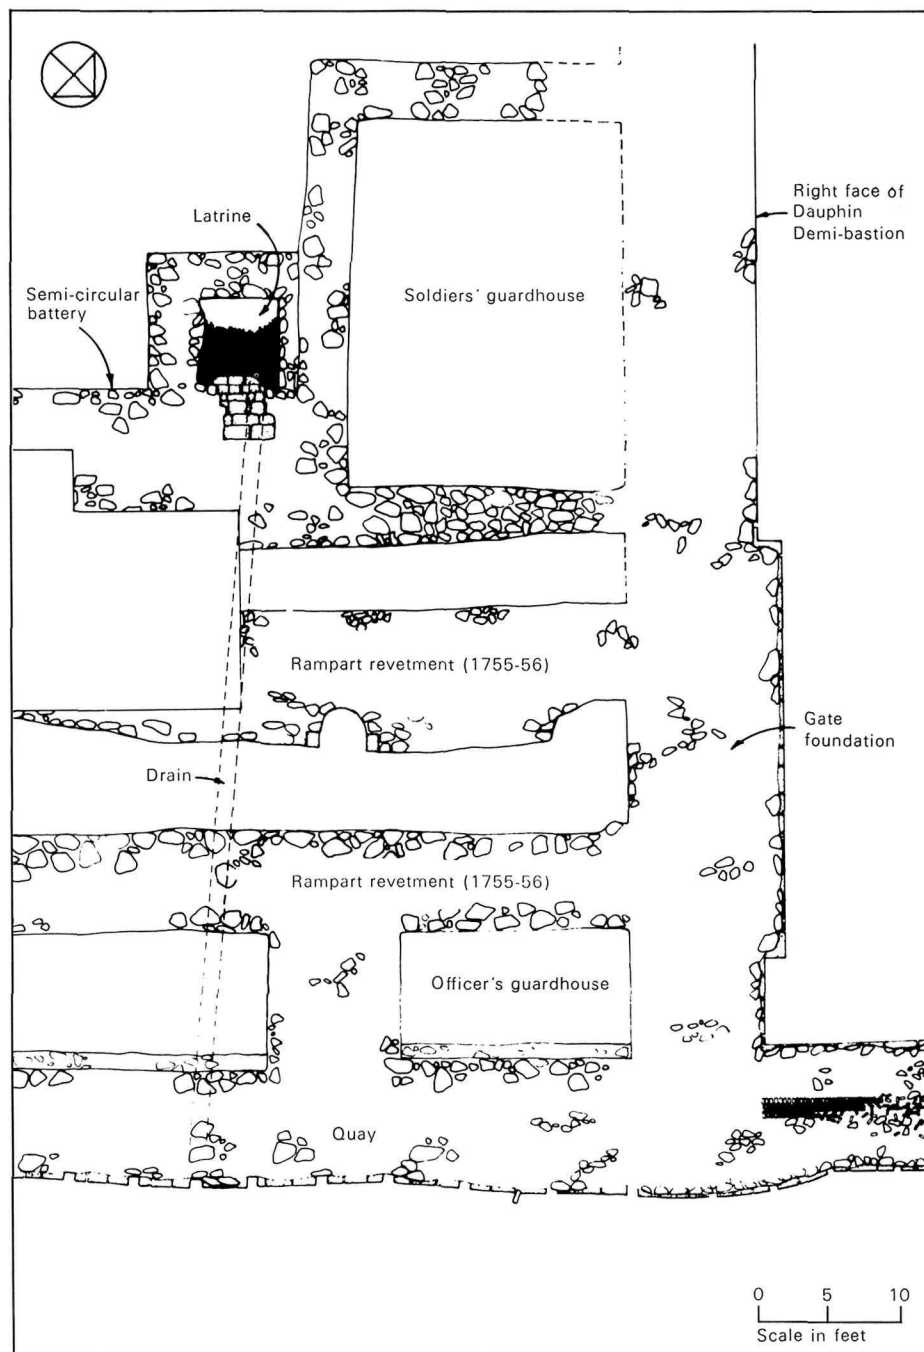 Right face of
Dauphin
Demi-bastion
Latrine
Semi-circular
battery
Soldiers' guardhouse
Rampart revetment (1755-56)
Gate
foundation
Drain
Rampart revetment (1755-56)
Officer's guardhouse
Quay
0 5 10
Scale in feet